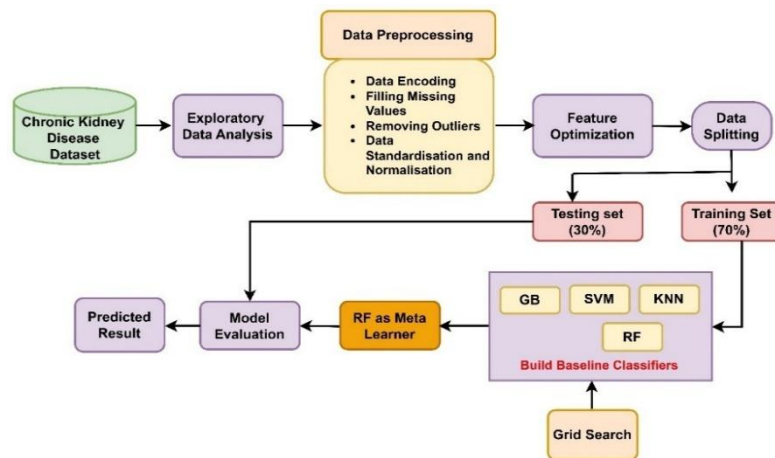 Data Preprocessing
Chronic Kidney
Disease
Dataset
Exploratory
Data Analysis
• Data Encoding
• Filling Missing
Values
• Removing Outliers
• Data
Standardisation and
Normalisation
Feature
Optimization
Data
Splitting
Testing set
(30%)
Training Set
(70%)
Predicted
Result
Model
Evaluation
RF as Meta
Learner
GB
SVM
KNN
RF
Build Baseline Classifiers
Grid Search